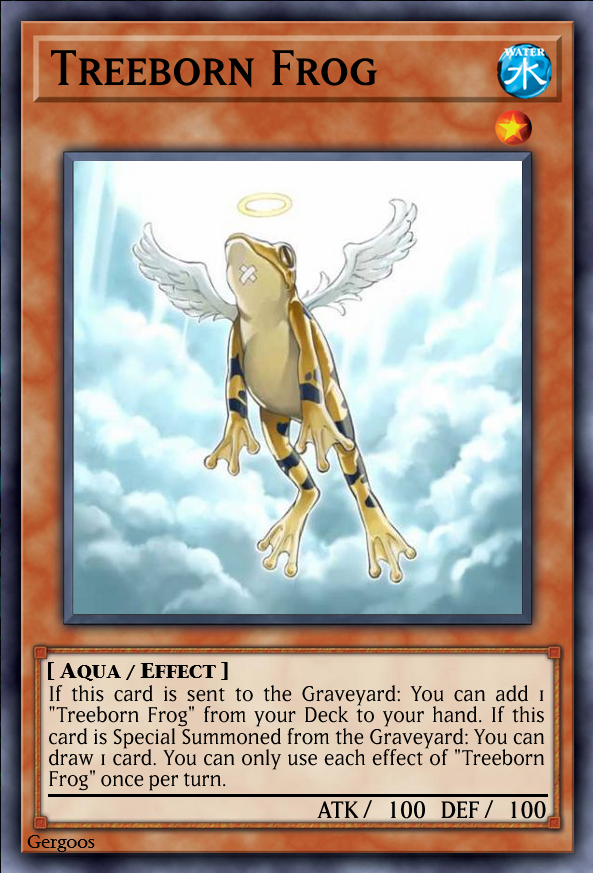 Treeborn Frog
WATER
水
[ Aqua / Effect ]
If this card is sent to the Graveyard: You can add 1
"Treeborn Frog" from your Deck to your hand. If this
card is Special Summoned from the Graveyard: You can
draw 1 card. You can only use each effect of "Treeborn
Frog" once per turn.
ATK / 100 DEF / 100
Gergoos